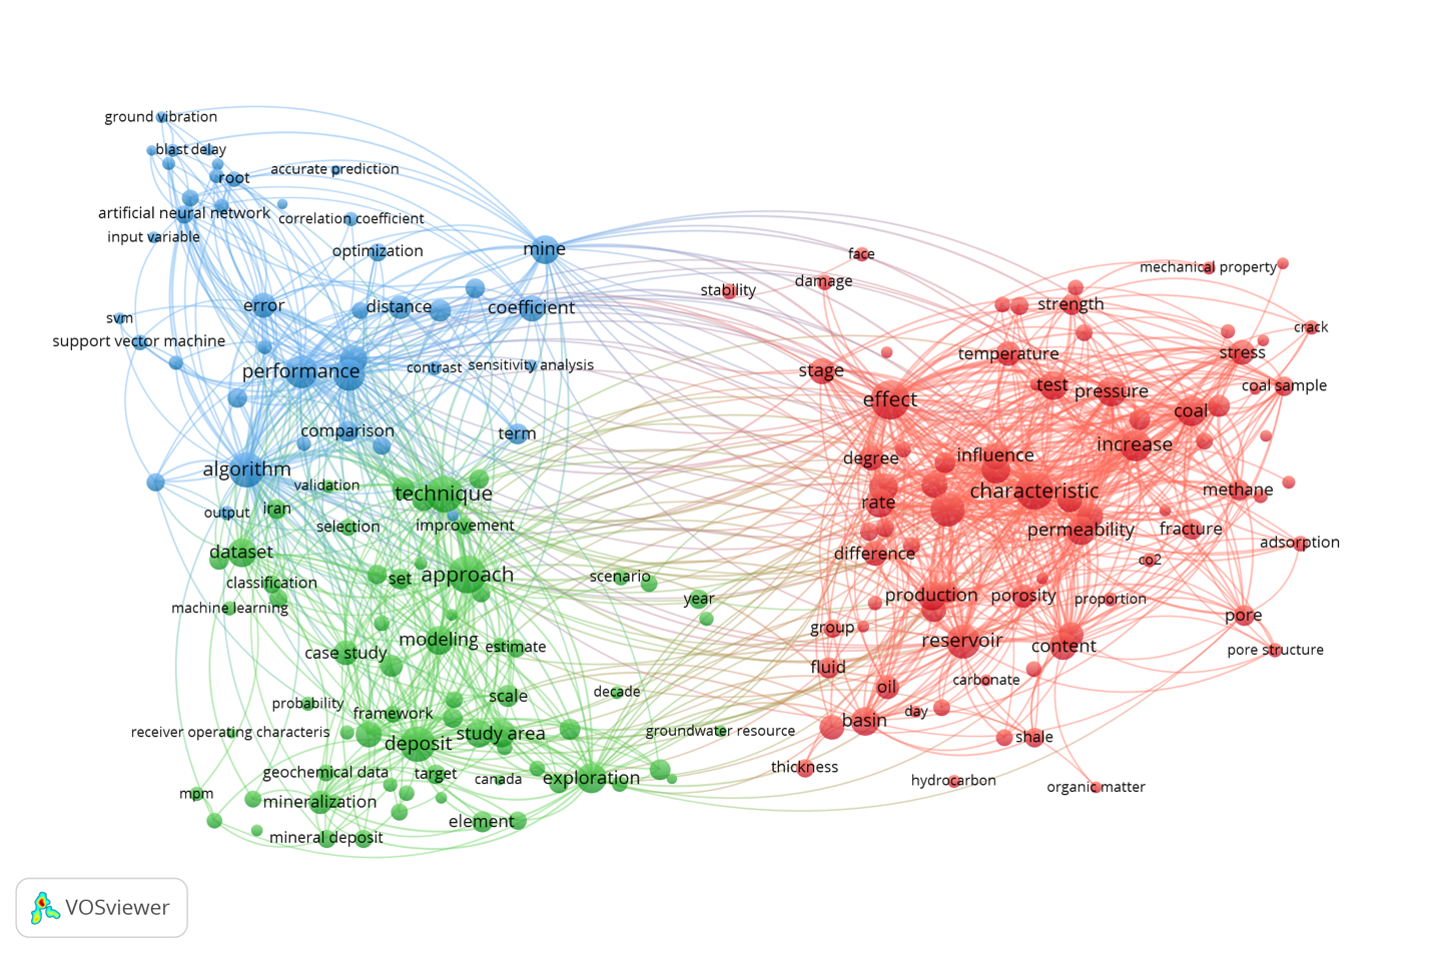 ground vibration
blast delay
root
accurate prediction
artificial neural network
correlation coefficient
input variable
optimization
mine
error
distance
coefficient
svm
support vector machine
performance
contrast
sensitivity analysis
comparison
term
algorithm
validation
technique
output
iran
selection
improvement
dataset
classification
set
approach
machine learning
scenario
year
case study
modeling
estimate
probability
framework
scale
decade
receiver operating characteris
deposit
study area
groundwater resource
geochemical data
target
canada
exploration
mpm
mineralization
mineral deposit
element
face
damage
stability
mechanical property
strength
crack
temperature
stress
stage
test
pressure
coal sample
effect
coal
increase
degree
influence
characteristic
methane
rate
permeability
fracture
adsorption
difference
co2
production
porosity
proportion
pore
group
reservoir
content
pore structure
fluid
oil
carbonate
basin
day
shale
thickness
hydrocarbon
organic matter
VOSviewer